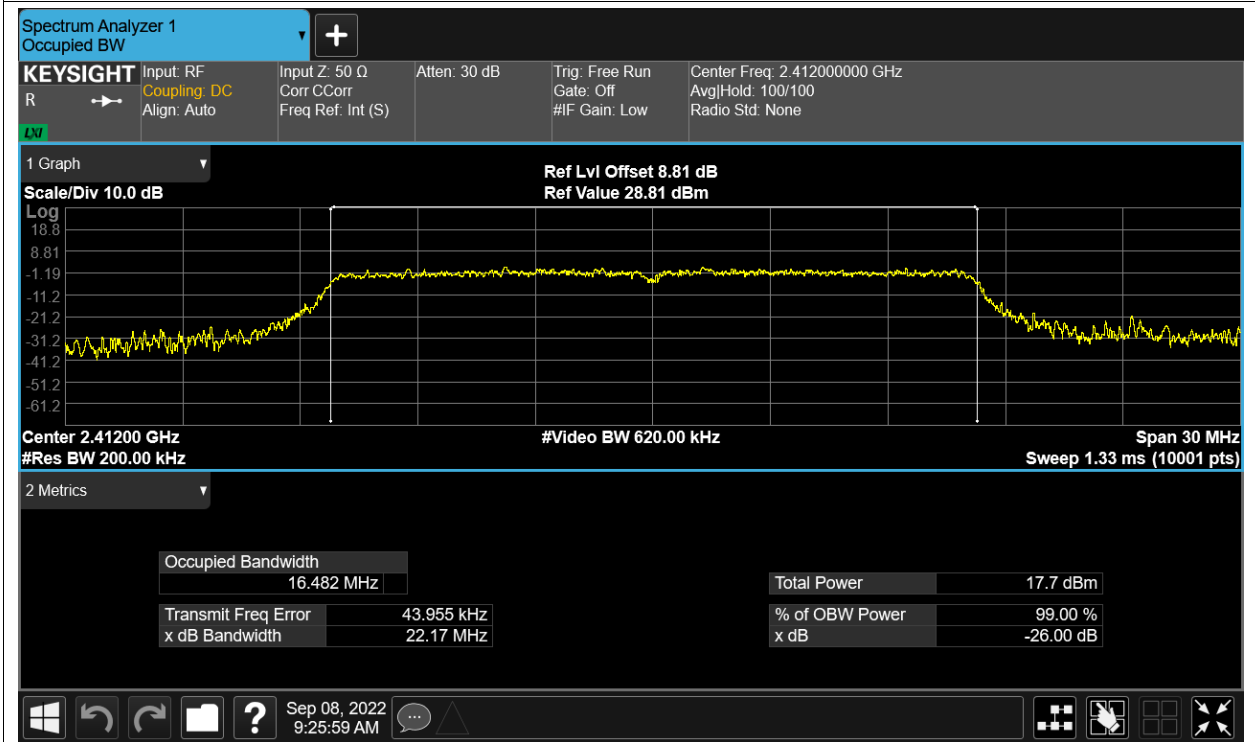 Spectrum Analyzer 1
Occupied BW
+
KEYSIGHT
R
LXI
Input: RF
Coupling: DC
Align: Auto
Input Z: 50 Ω
Corr CCorr
Freq Ref: Int (S)
Atten: 30 dB
Trig: Free Run
Gate: Off
#IF Gain: Low
Center Freq: 2.412000000 GHz
Avg|Hold: 100/100
Radio Std: None
1 Graph
Scale/Div 10.0 dB
Ref Lvl Offset 8.81 dB
Ref Value 28.81 dBm
Log
18.8
8.81
-1.19
-11.2
-21.2
-31.2
-41.2
-51.2
-61.2
Center 2.41200 GHz
#Res BW 200.00 kHz
#Video BW 620.00 kHz
Span 30 MHz
Sweep 1.33 ms (10001 pts)
2 Metrics
Occupied Bandwidth
16.482 MHz
Transmit Freq Error 43.955 kHz
x dB Bandwidth 22.17 MHz
Total Power 17.7 dBm
% of OBW Power 99.00 %
x dB -26.00 dB
?
Sep 08, 2022
9:25:59 AM